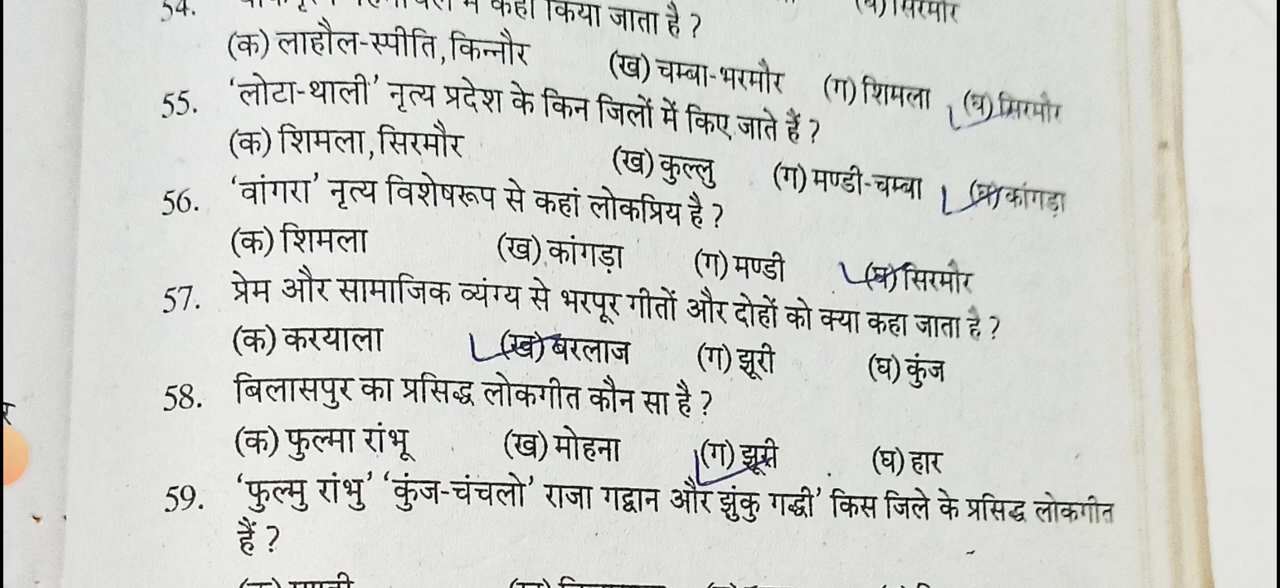 54. में कहां किया जाता है ? (घ) सिरमौर
(क) लाहौल-स्पीति, किन्नौर (ख) चम्बा-भरमौर (ग) शिमला (घ) सिरमौर
55. 'लोटा-थाली' नृत्य प्रदेश के किन जिलों में किए जाते हैं ?
(क) शिमला, सिरमौर (ख) कुल्लु (ग) मण्डी-चम्बा (घ) कांगड़ा
56. 'वांगरा' नृत्य विशेषरूप से कहां लोकप्रिय है ?
(क) शिमला (ख) कांगड़ा (ग) मण्डी (घ) सिरमौर
57. प्रेम और सामाजिक व्यंग्य से भरपूर गीतों और दोहों को क्या कहा जाता है ?
(क) करयाला (ख) बरलाज (ग) झूरी (घ) कुंज
58. बिलासपुर का प्रसिद्ध लोकगीत कौन सा है ?
(क) फुल्मा रांभू (ख) मोहना (ग) झूरी (घ) हार
59. 'फुल्मु रांभु' 'कुंज-चंचलो' राजा गद्दान और झुंकु गद्धी' किस जिले के प्रसिद्ध लोकगीत
हैं ?